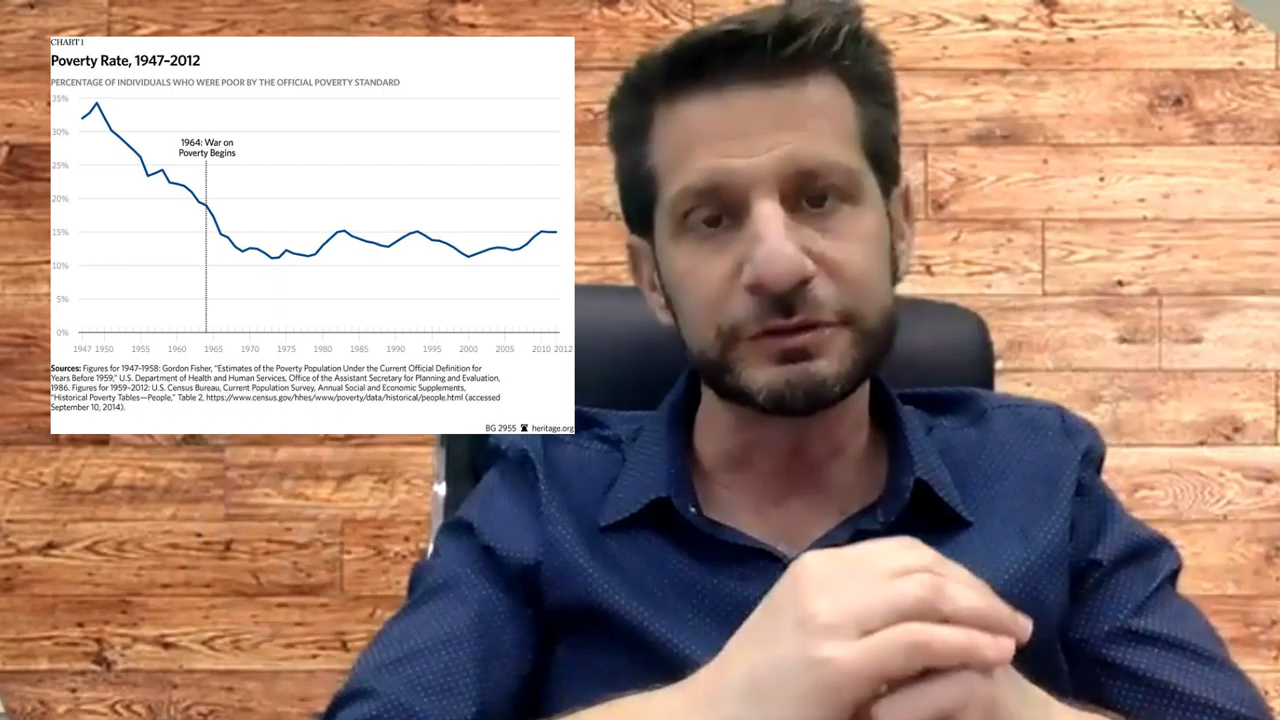 CHART 1
Poverty Rate, 1947–2012
PERCENTAGE OF INDIVIDUALS WHO WERE POOR BY THE OFFICIAL POVERTY STANDARD
35%
30%
25%
20%
15%
10%
5%
0%
1964: War on
Poverty Begins
1947 1950 1955 1960 1965 1970 1975 1980 1985 1990 1995 2000 2005 2010 2012
Sources: Figures for 1947-1958: Gordon Fisher, “Estimates of the Poverty Population Under the Current Official Definition for
Years Before 1959,” U.S. Department of Health and Human Services, Office of the Assistant Secretary for Planning and Evaluation,
1986. Figures for 1959–2012: U.S. Census Bureau, Current Population Survey, Annual Social and Economic Supplements,
“Historical Poverty Tables—People,” Table 2, https://www.census.gov/hhes/www/poverty/data/historical/people.html (accessed
September 10, 2014).
BG 2955 heritage.org